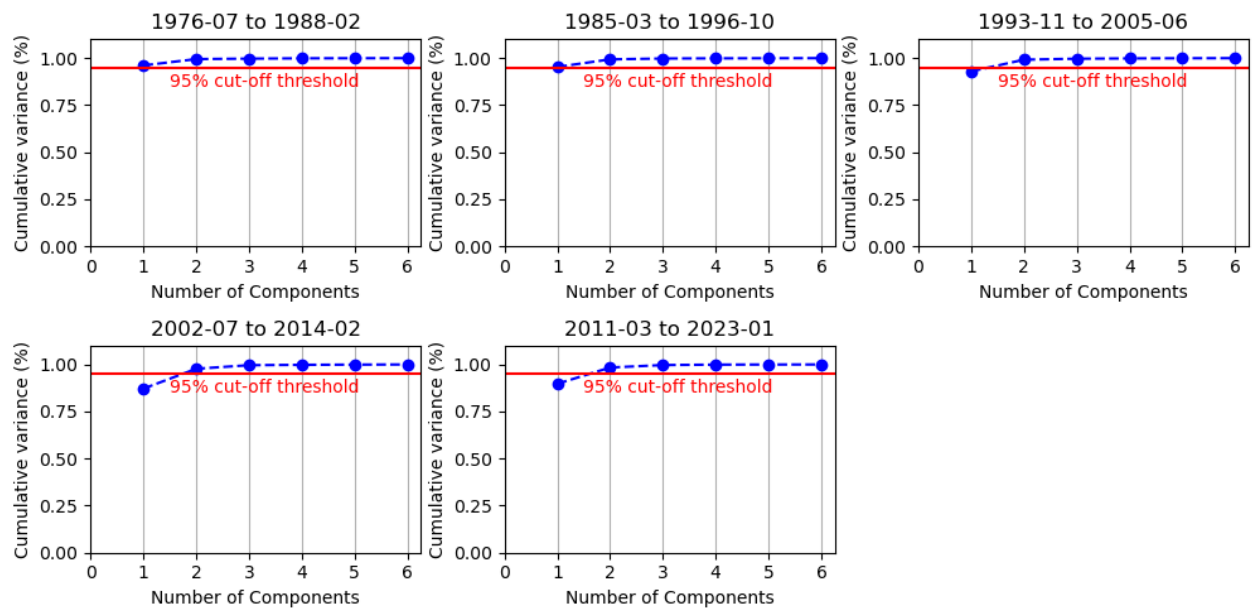 1976-07 to 1988-02
Cumulative variance (%)
1.00
0.75
0.50
0.25
0.00
95% cut-off threshold
0 1 2 3 4 5 6
Number of Components
1985-03 to 1996-10
Cumulative variance (%)
1.00
0.75
0.50
0.25
0.00
95% cut-off threshold
0 1 2 3 4 5 6
Number of Components
1993-11 to 2005-06
Cumulative variance (%)
1.00
0.75
0.50
0.25
0.00
95% cut-off threshold
0 1 2 3 4 5 6
Number of Components
2002-07 to 2014-02
Cumulative variance (%)
1.00
0.75
0.50
0.25
0.00
95% cut-off threshold
0 1 2 3 4 5 6
Number of Components
2011-03 to 2023-01
Cumulative variance (%)
1.00
0.75
0.50
0.25
0.00
95% cut-off threshold
0 1 2 3 4 5 6
Number of Components